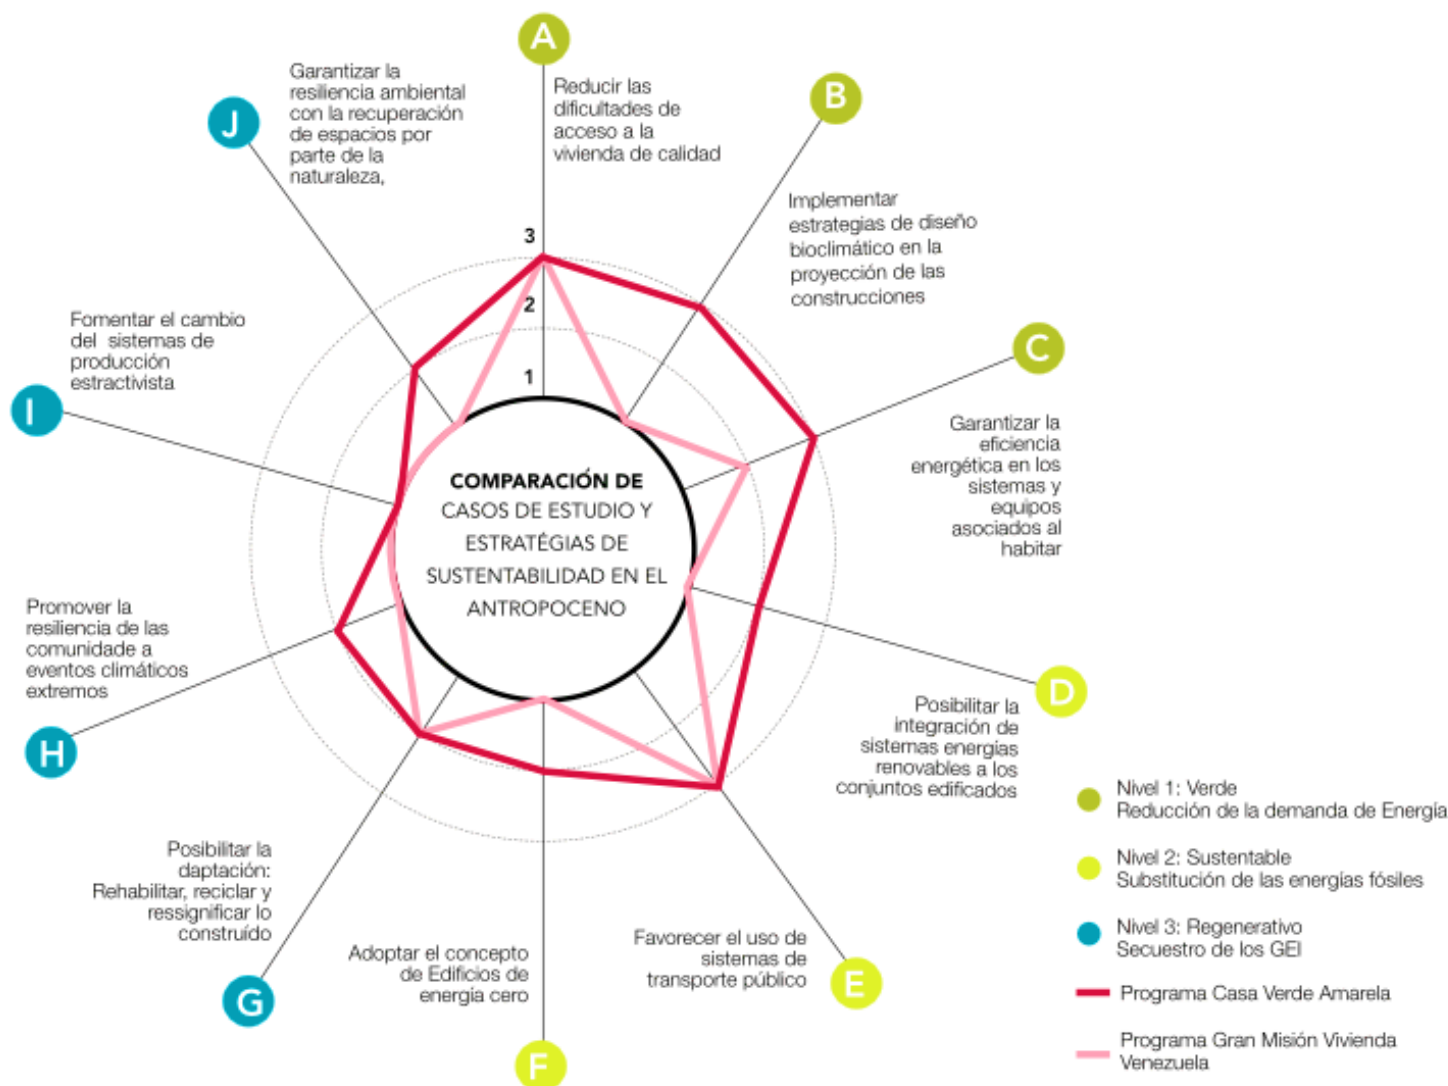 A
Reducir las
dificultades de
acceso a la
vivienda de calidad
B
Implementar
estrategias de diseño
bioclimático en la
proyección de las
construcciones
C
Garantizar la
eficiencia
energética en los
sistemas y
equipos
asociados al
habitar
D
Posibilitar la
integración de
sistemas energías
renovables a los
conjuntos edificados
E
Favorecer el uso de
sistemas de
transporte público
F
Adoptar el concepto
de Edificios de
energía cero
G
Posibilitar la
daptación:
Rehabilitar, reciclar y
ressignificar lo
construído
H
Promover la
resiliencia de las
comunidade a
eventos climáticos
extremos
I
Fomentar el cambio
del sistemas de
producción
estractivista
J
Garantizar la
resiliencia ambiental
con la recuperación
de espacios por
parte de la
naturaleza,
3
2
1
COMPARACIÓN DE
CASOS DE ESTUDIO Y
ESTRATÉGIAS DE
SUSTENTABILIDAD EN EL
ANTROPOCENO
Nivel 1: Verde
Reducción de la demanda de Energía
Nivel 2: Sustentable
Substitución de las energías fósiles
Nivel 3: Regenerativo
Secuestro de los GEI
Programa Casa Verde Amarela
Programa Gran Misión Vivienda
Venezuela